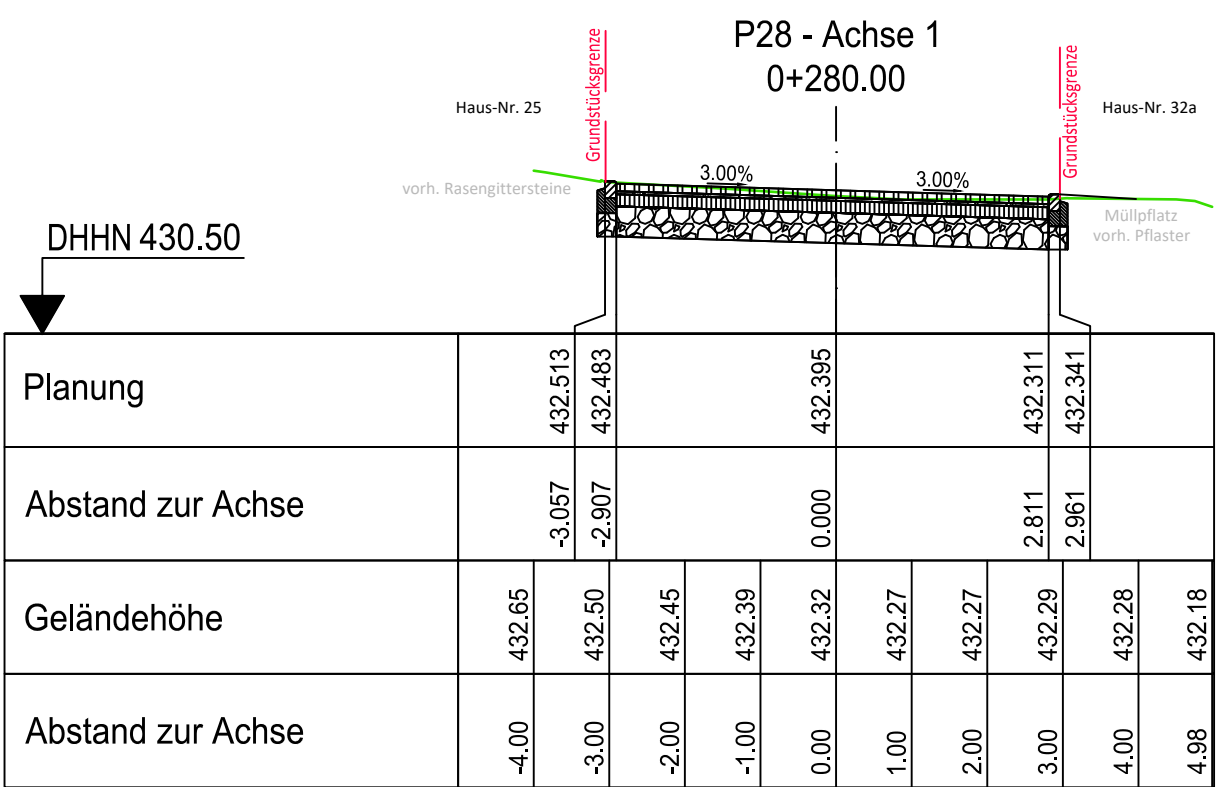 P28 - Achse 1
0+280.00
Grundstücksgrenze
Grundstücksgrenze
Haus-Nr. 25
Haus-Nr. 32a
3.00%
3.00%
vorh. Rasengittersteine
Müllpflatz
vorh. Pflaster
DHHN 430.50
Planung
432.513
432.483
432.395
432.311
432.341
Abstand zur Achse
-3.057
-2.907
0.000
2.811
2.961
Geländehöhe
432.65
432.50
432.45
432.39
432.32
432.27
432.27
432.29
432.28
432.18
Abstand zur Achse
-4.00
-3.00
-2.00
-1.00
0.00
1.00
2.00
3.00
4.00
4.98